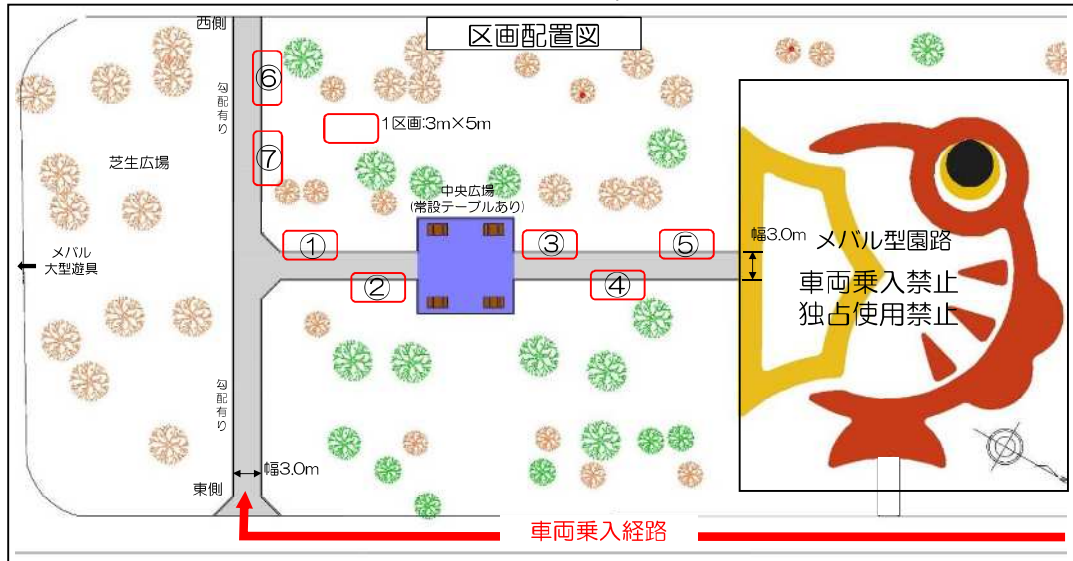 区画配置図
西側
⑥
勾配有り
1区画:3m×5m
⑦
芝生広場
中央広場
(常設テーブルあり)
①
③
⑤
幅3.0m
メバル型園路
メバル
大型遊具
車両乗入禁止
②
④
独占使用禁止
勾配有り
幅3.0m
東側
車両乗入経路